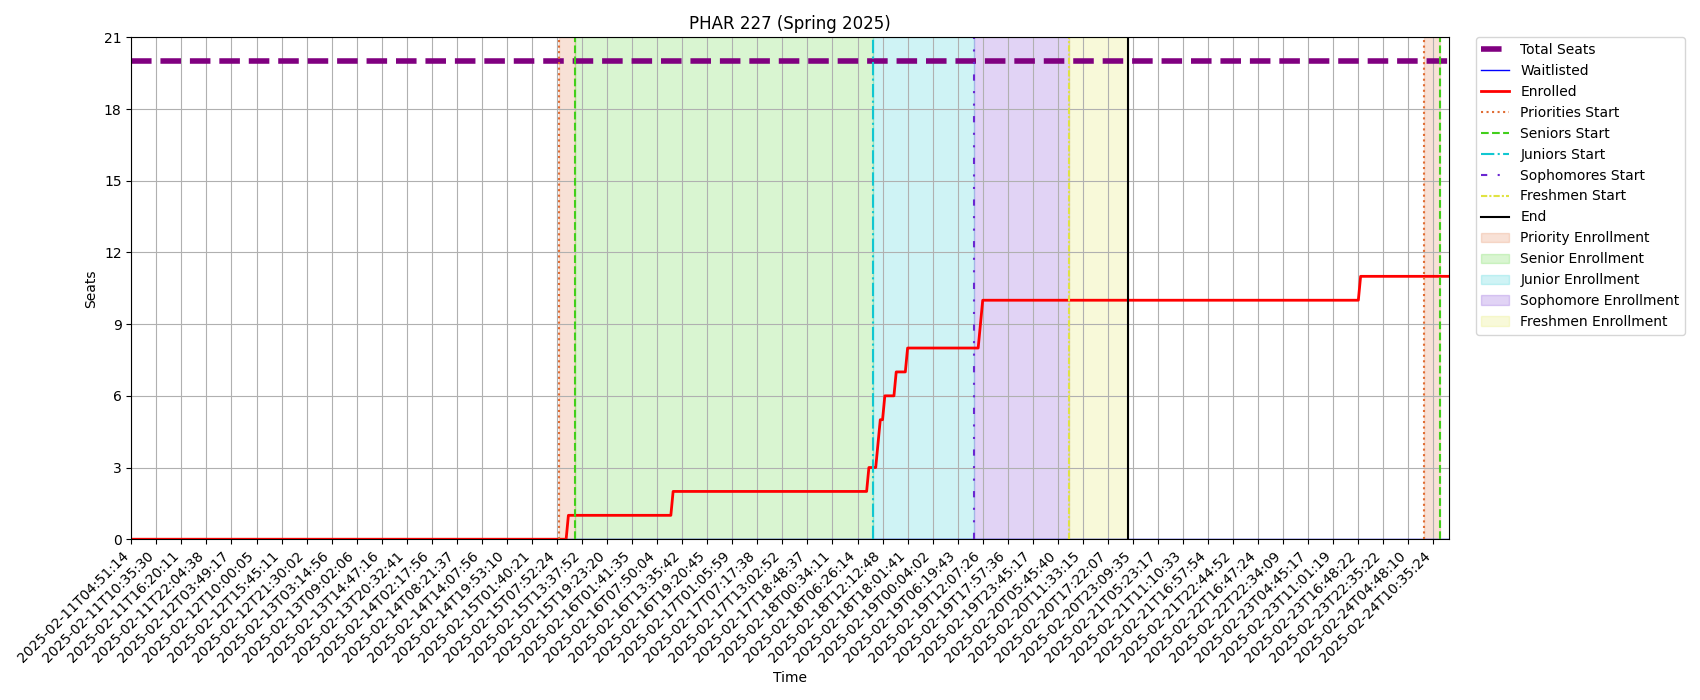 PHAR 227 (Spring 2025)
21
18
15
12
9
6
3
0
Seats
2025-02-11T04:51:14
2025-02-11T10:35:30
2025-02-11T16:20:11
2025-02-11T22:04:38
2025-02-12T03:49:17
2025-02-12T10:00:05
2025-02-12T15:45:11
2025-02-12T21:30:02
2025-02-13T03:14:56
2025-02-13T09:02:06
2025-02-13T14:47:16
2025-02-13T20:32:41
2025-02-14T02:17:56
2025-02-14T08:21:37
2025-02-14T14:07:56
2025-02-14T19:53:10
2025-02-15T01:40:21
2025-02-15T07:52:24
2025-02-15T13:37:52
2025-02-15T19:23:20
2025-02-16T01:41:35
2025-02-16T07:50:04
2025-02-16T13:35:42
2025-02-16T19:20:45
2025-02-17T01:05:59
2025-02-17T07:17:38
2025-02-17T13:02:52
2025-02-17T18:48:37
2025-02-18T00:34:11
2025-02-18T06:26:14
2025-02-18T12:12:48
2025-02-18T18:01:41
2025-02-19T00:04:02
2025-02-19T06:19:43
2025-02-19T12:07:26
2025-02-19T17:57:36
2025-02-19T23:45:17
2025-02-20T05:45:40
2025-02-20T11:33:15
2025-02-20T17:22:07
2025-02-20T23:09:35
2025-02-21T05:23:17
2025-02-21T11:10:33
2025-02-21T16:57:54
2025-02-21T22:44:52
2025-02-22T16:47:24
2025-02-22T22:34:09
2025-02-23T04:45:17
2025-02-23T11:01:19
2025-02-23T16:48:22
2025-02-23T22:35:22
2025-02-24T04:48:10
2025-02-24T10:35:24
Time
Total Seats
Waitlisted
Enrolled
Priorities Start
Seniors Start
Juniors Start
Sophomores Start
Freshmen Start
End
Priority Enrollment
Senior Enrollment
Junior Enrollment
Sophomore Enrollment
Freshmen Enrollment